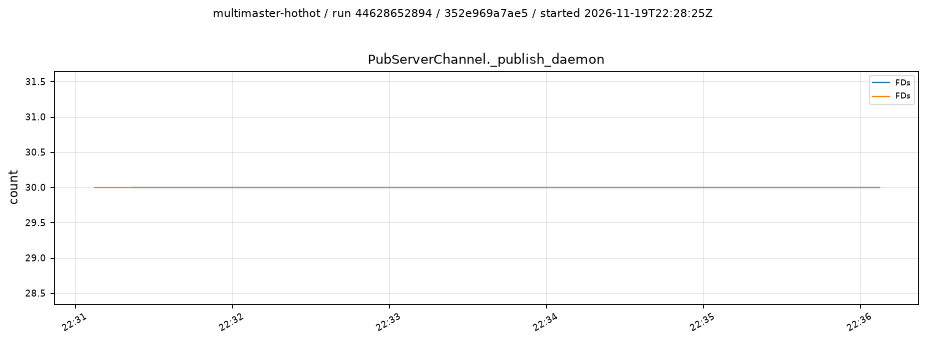 multimaster-hothot / run 44628652894 / 352e969a7ae5 / started 2026-11-19T22:28:25Z
PubServerChannel._publish_daemon
FDs
FDs
count
31.5
31.0
30.5
30.0
29.5
29.0
28.5
22:31
22:32
22:33
22:34
22:35
22:36